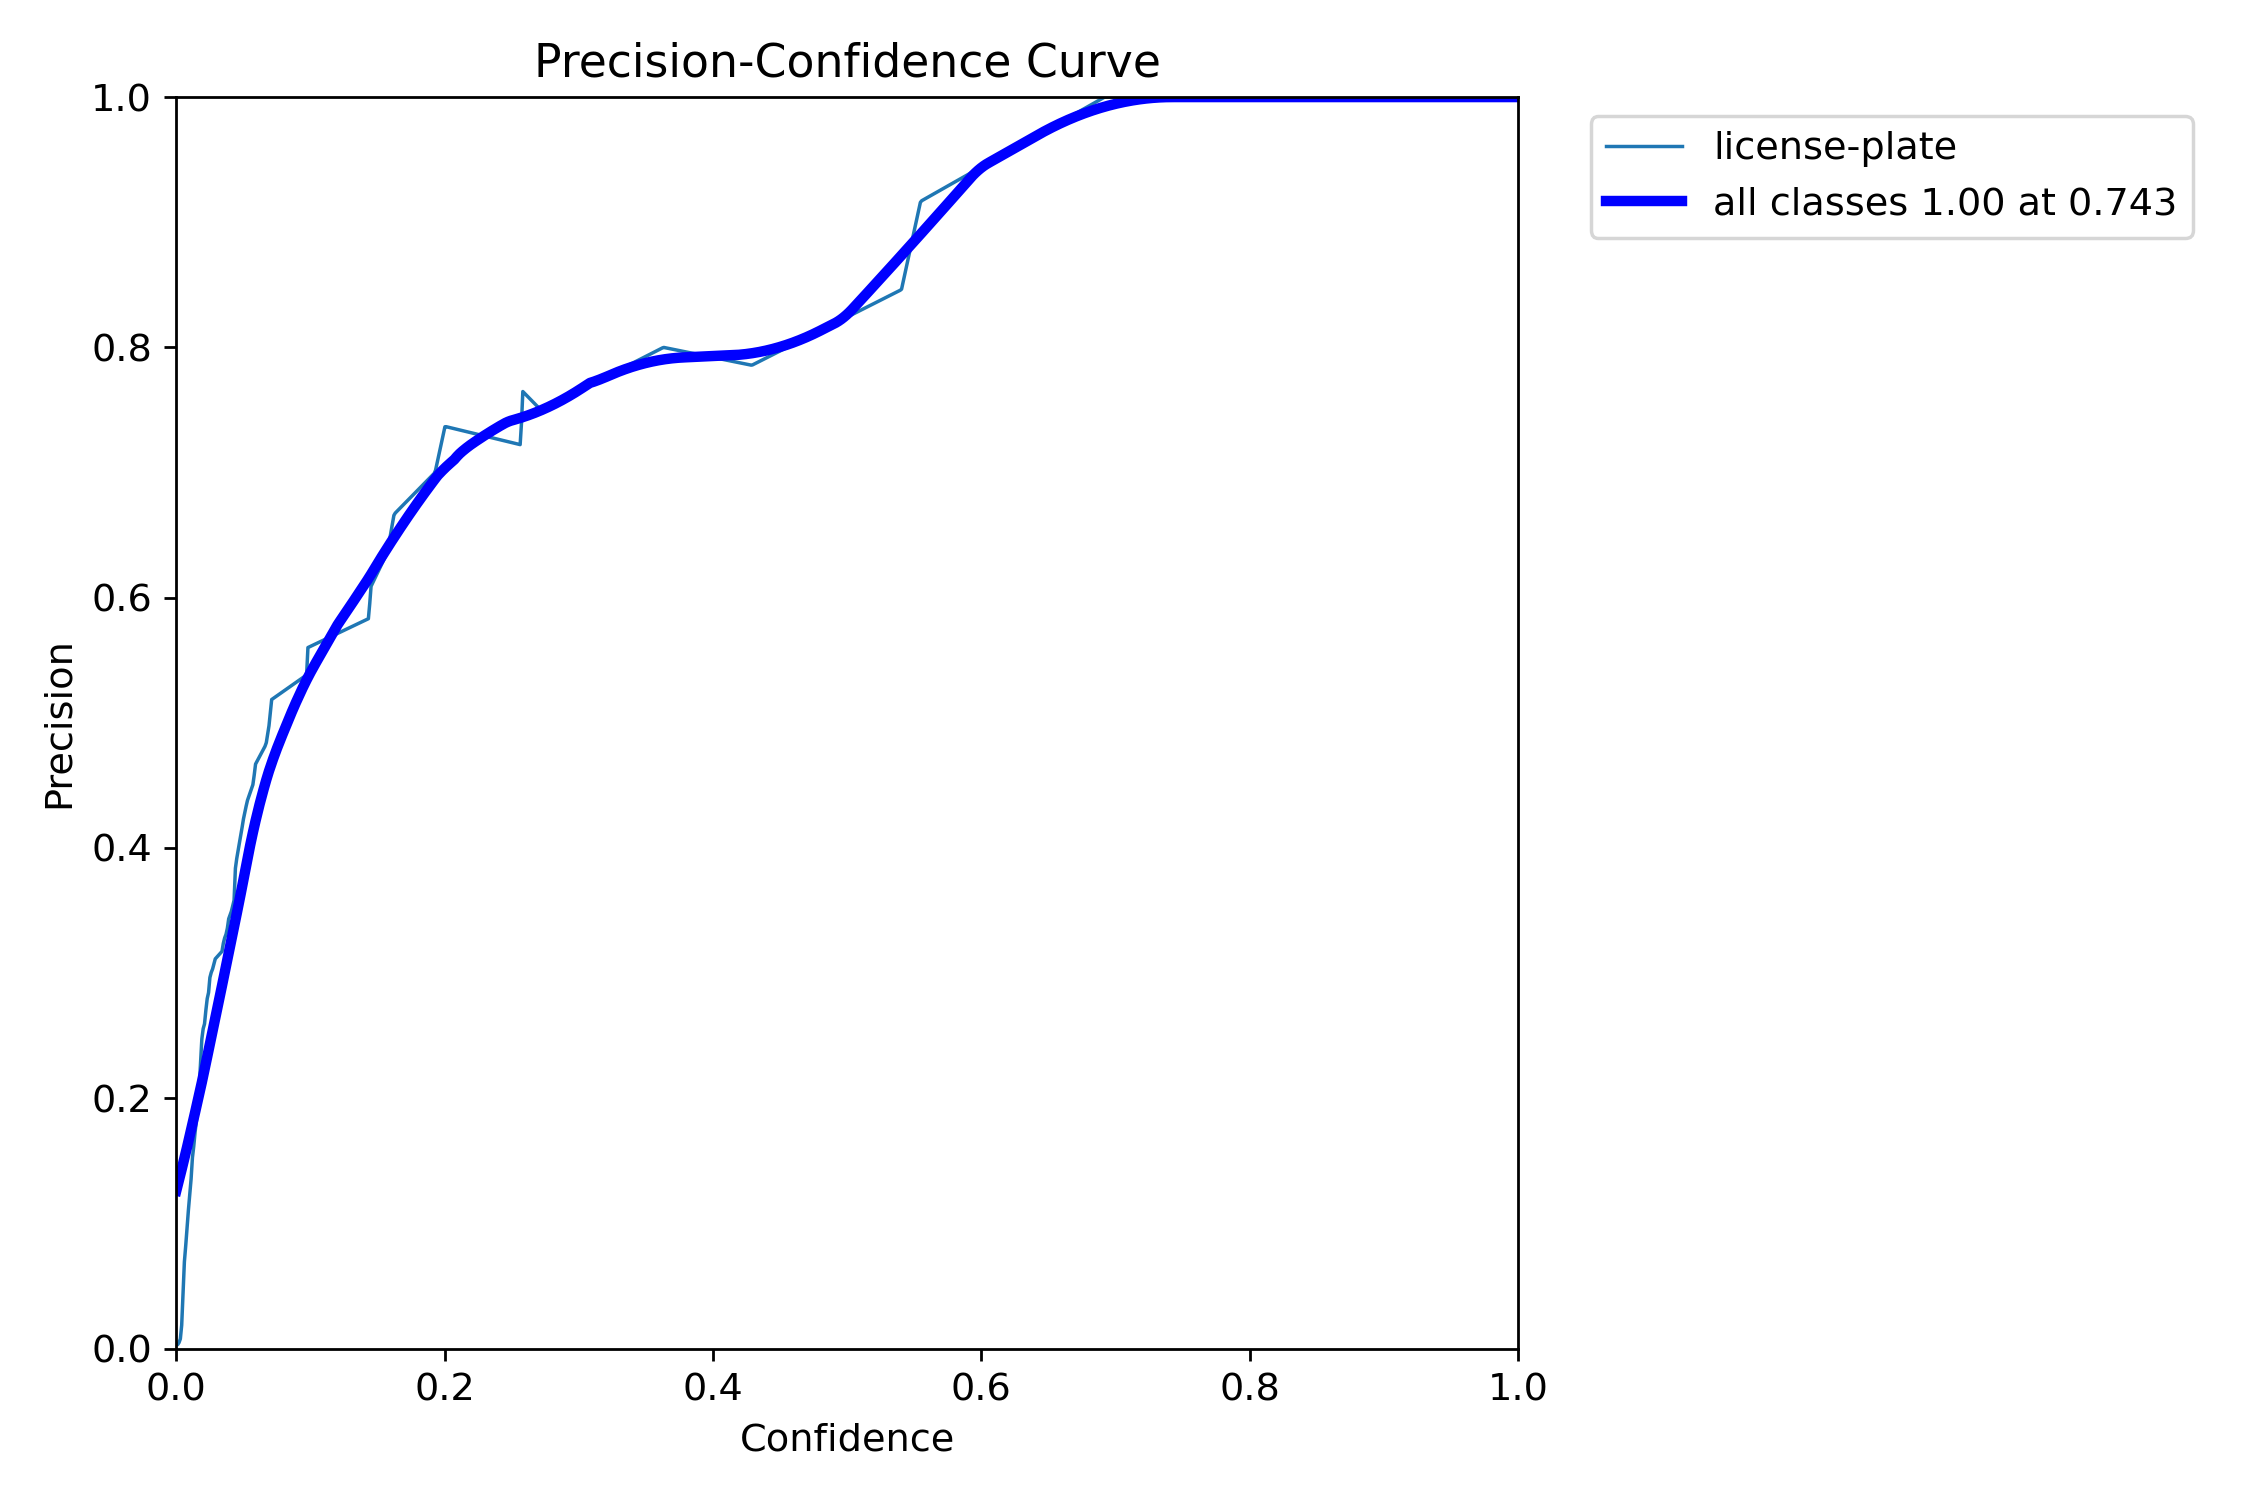 Precision-Confidence Curve
license-plate
all classes 1.00 at 0.743
1.0
0.8
0.6
0.4
0.2
0.0
Precision
0.0 0.2 0.4 0.6 0.8 1.0
Confidence